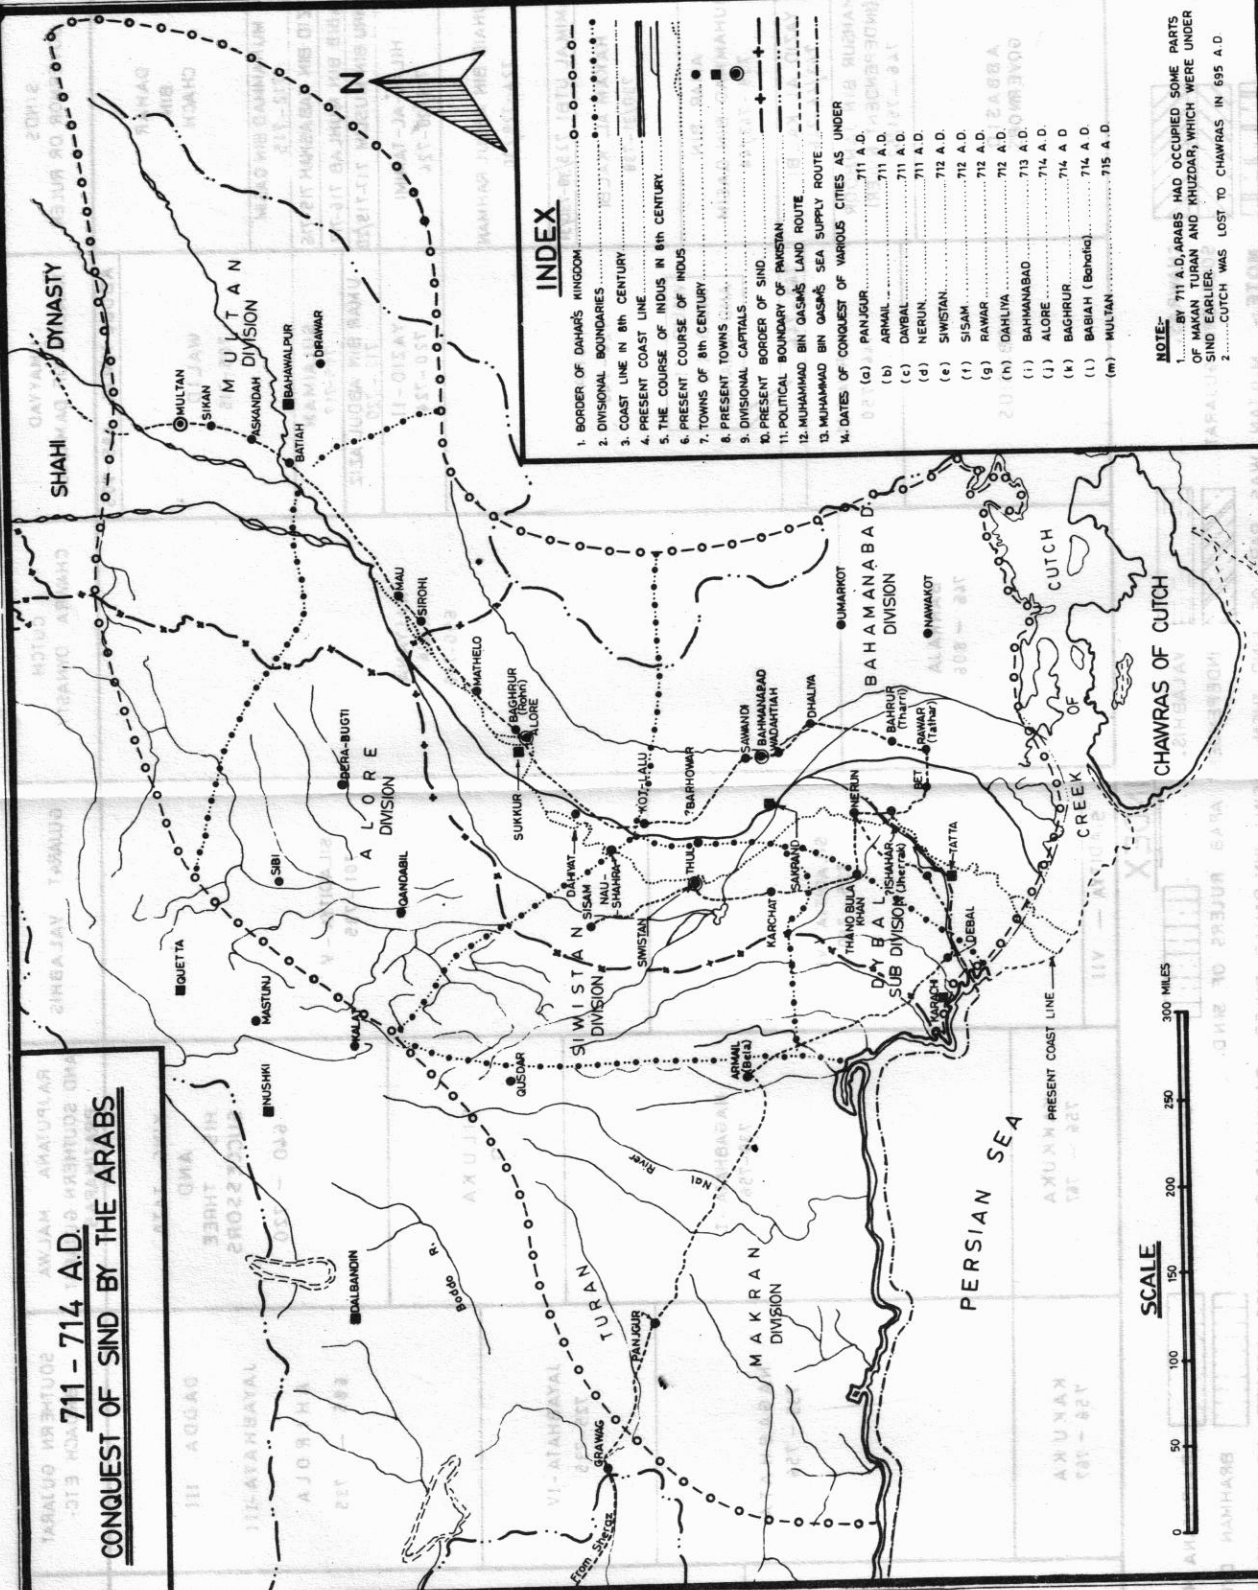 711 - 714 A.D.
CONQUEST OF SIND BY THE ARABS
N
SHAHI DYNASTY
MULTAN
SIKAN
ASKANDAH
BATIAH
BAHAWALPUR
DRAWAR
MULTAN
DIVISION
MAU
SIROHI
MATHELO
BAGHRUR
(Rohri)
ALORE
SUKKUR
QUETTA
MASTUNJ
NUSHKI
KALAT
SIBI
DERA-BUGTI
QANDABIL
ALORE
DIVISION
DALBANDIN
Boddo R.
QUSDAR
DAHYAT
SISAM
NAU-
SHAHRA
KOT-LALU
BARHOWAR
THUL
SIWISTAN
SIWISTAN
DIVISION
SAWANDI
BAHMANABAD
WADAHTIAH
DHALIYA
UMARKOT
BAHAMANABAD
DIVISION
NAWAKOT
BAHRUR
(Tharri)
RAWAR
(Talhar)
BET
NERUN
SAKRAND
KARCHAT
THANO BULA
KHAN
?ISHAHAR
(Jherrak)
TATTA
DYBAL
SUB DIVISION
DEBAL
KARACHI
ARMAIL
(Bela)
Nal River
TURAN
PANJGUR
GRAWAG
From Sheraz
MAKRAN
DIVISION
PERSIAN SEA
PRESENT COAST LINE
CREEK OF CUTCH
CHAWRAS OF CUTCH
SCALE
0 50 100 150 200 250 300 MILES
INDEX
1. BORDER OF DAHAR'S KINGDOM
2. DIVISIONAL BOUNDARIES
3. COAST LINE IN 8th CENTURY
4. PRESENT COAST LINE
5. THE COURSE OF INDUS IN 8th CENTURY
6. PRESENT COURSE OF INDUS
7. TOWNS OF 8th CENTURY
8. PRESENT TOWNS
9. DIVISIONAL CAPITALS
10. PRESENT BORDER OF SIND
11. POLITICAL BOUNDARY OF PAKISTAN
12. MUHAMMAD BIN QASIM'S LAND ROUTE
13. MUHAMMAD BIN QASIM'S SEA SUPPLY ROUTE
14. DATES OF CONQUEST OF VARIOUS CITIES AS UNDER
(a) PANJGUR 711 A.D.
(b) ARMAIL 711 A.D.
(c) DAYBAL 711 A.D.
(d) NERUN 711 A.D.
(e) SIWISTAN 712 A.D.
(f) SISAM 712 A.D.
(g) RAWAR 712 A.D.
(h) DAHLIYA 712 A.D.
(i) BAHMANABAD 713 A.D.
(j) ALORE 714 A.D
(k) BAGHRUR 714 A D
(l) BABIAH (Bahatia) 714 A.D
(m) MULTAN 715 A.D
NOTE:-
1. BY 711 A.D, ARABS HAD OCCUPIED SOME PARTS
OF MAKAN TURAN AND KHUZDAR, WHICH WERE UNDER
SIND EARLIER.
2 CUTCH WAS LOST TO CHAWRAS IN 695 A.D